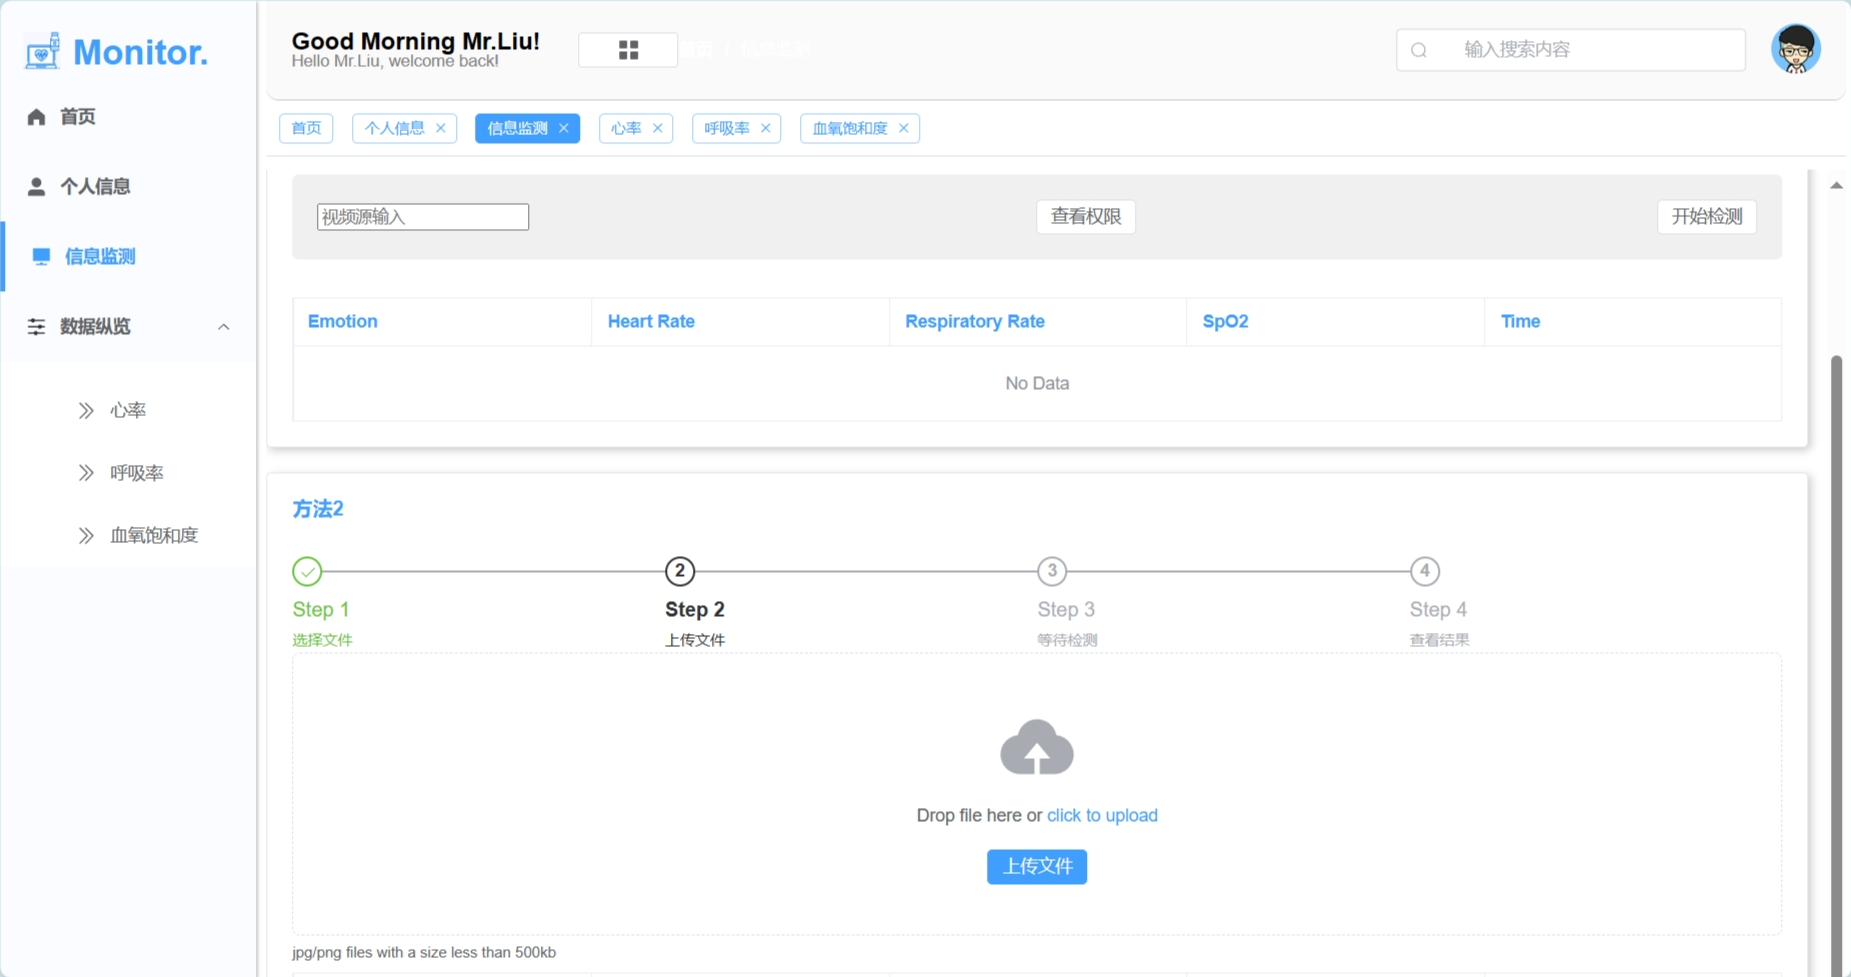 Monitor.
首页
个人信息
信息监测
数据纵览
心率
呼吸率
血氧饱和度
Good Morning Mr.Liu!
Hello Mr.Liu, welcome back!
首页 / 信息监测
输入搜索内容
首页 个人信息 信息监测 心率 呼吸率 血氧饱和度
视频源输入 查看权限 开始检测
Emotion Heart Rate Respiratory Rate SpO2 Time
No Data
方法2
2 3 4
Step 1 Step 2 Step 3 Step 4
选择文件 上传文件 等待检测 查看结果
Drop file here or click to upload
上传文件
jpg/png files with a size less than 500kb